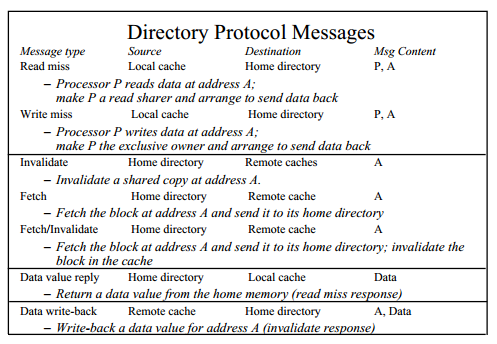 Directory Protocol Messages
Message type Source Destination Msg Content
Read miss Local cache Home directory P, A
– Processor P reads data at address A;
make P a read sharer and arrange to send data back
Write miss Local cache Home directory P, A
– Processor P writes data at address A;
make P the exclusive owner and arrange to send data back
Invalidate Home directory Remote caches A
– Invalidate a shared copy at address A.
Fetch Home directory Remote cache A
– Fetch the block at address A and send it to its home directory
Fetch/Invalidate Home directory Remote cache A
– Fetch the block at address A and send it to its home directory; invalidate the
block in the cache
Data value reply Home directory Local cache Data
– Return a data value from the home memory (read miss response)
Data write-back Remote cache Home directory A, Data
– Write-back a data value for address A (invalidate response)